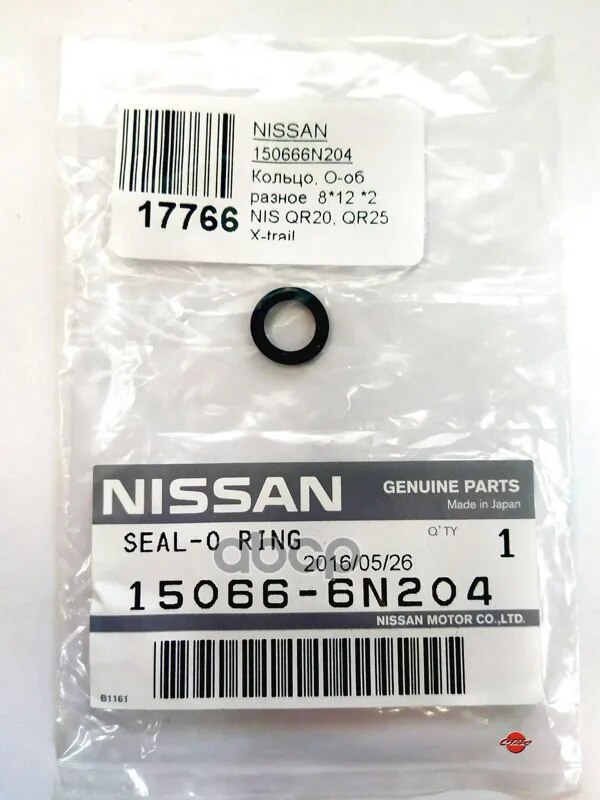 NISSAN
150666N204
Кольцо, О-об
разное 8*12 *2
NIS QR20, QR25
X-trail
17766
NISSAN
GENUINE PARTS
Made in Japan
SEAL-O RING
Q'TY
1
2016/05/26
15066-6N204
NISSAN MOTOR CO.,LTD.
B1161